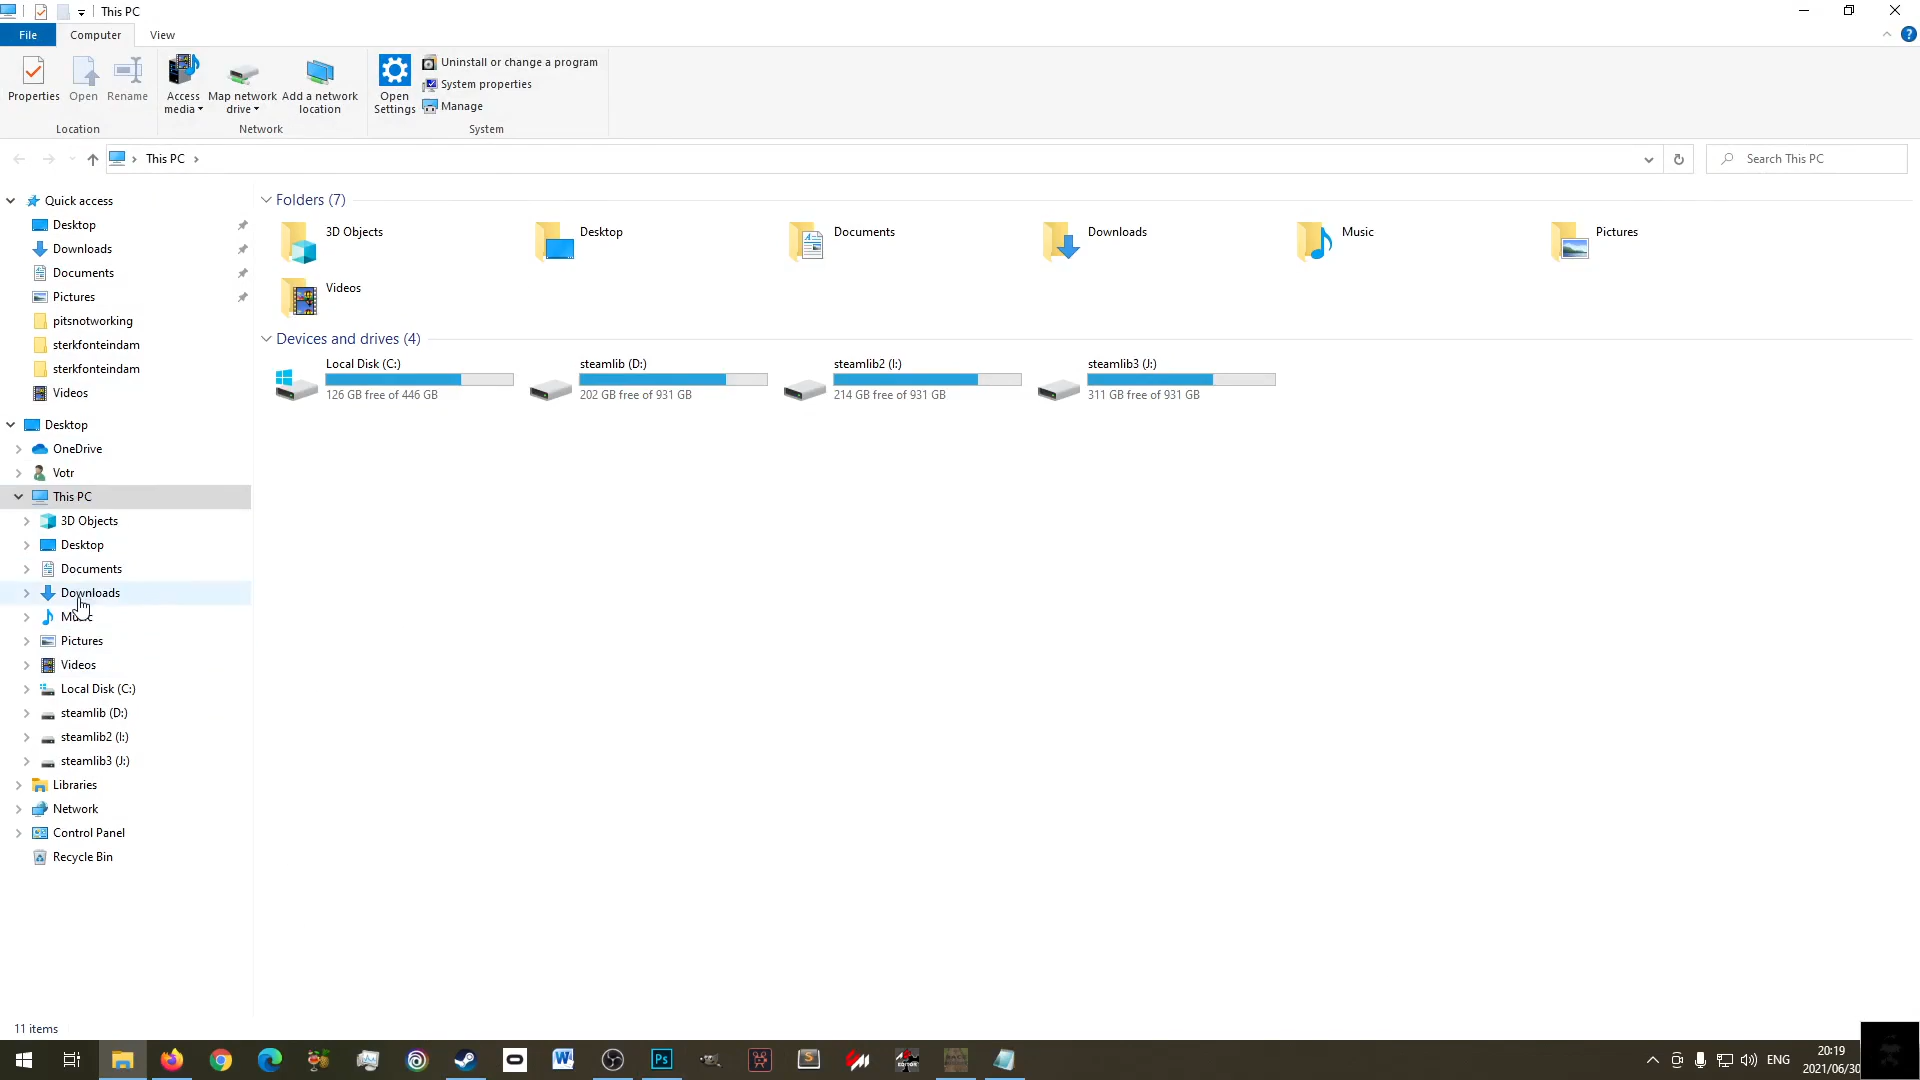 This PC
File
Computer
View
Properties
Open
Rename
Location
Access media
Map network drive
Add a network location
Network
Open Settings
Uninstall or change a program
System properties
Manage
System
This PC
Search This PC
Quick access
Desktop
Downloads
Documents
Pictures
pitsnotworking
sterkfonteindam
sterkfonteindam
Videos
Desktop
OneDrive
Votr
This PC
3D Objects
Desktop
Documents
Downloads
Music
Pictures
Videos
Local Disk (C:)
steamlib (D:)
steamlib2 (I:)
steamlib3 (J:)
Libraries
Network
Control Panel
Recycle Bin
Folders (7)
3D Objects
Desktop
Documents
Downloads
Music
Pictures
Videos
Devices and drives (4)
Local Disk (C:)
126 GB free of 446 GB
steamlib (D:)
202 GB free of 931 GB
steamlib2 (I:)
214 GB free of 931 GB
steamlib3 (J:)
311 GB free of 931 GB
11 items
Ps
ENG
20:19
2021/06/30